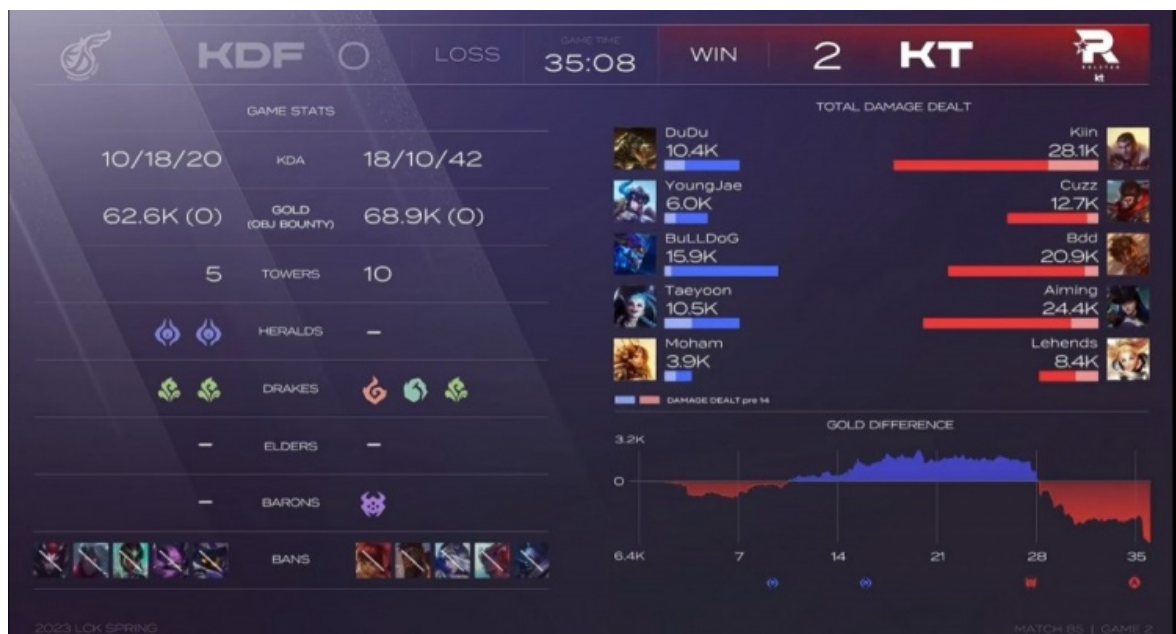 KDF 0 LOSS GAME TIME WIN 2 KT
35:08
ROLSTER
kt
GAME STATS
10/18/20 KDA 18/10/42
62.6K (0) GOLD (OBJ BOUNTY) 68.9K (0)
5 TOWERS 10
HERALDS –
DRAKES
– ELDERS –
– BARONS
BANS
TOTAL DAMAGE DEALT
DuDu Kiin
10.4K 28.1K
YoungJae Cuzz
6.0K 12.7K
BuLLDoG Bdd
15.9K 20.9K
Taeyoon Aiming
10.5K 24.4K
Moham Lehends
3.9K 8.4K
DAMAGE DEALT pre 14
GOLD DIFFERENCE
3.2K
0
6.4K 7 14 21 28 35
2023 LCK SPRING MATCH 85 | GAME 2